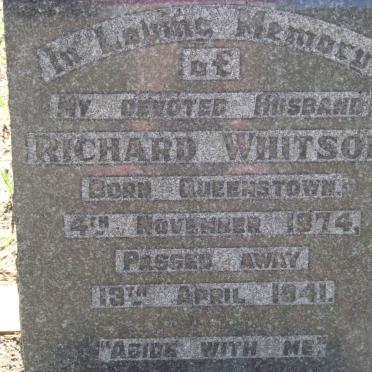 In Loving Memory
of
My Devoted Husband
RICHARD WHITSON
Born Queenstown,
4th November 1874.
Passed away
13th April 1941.
"Abide with me"